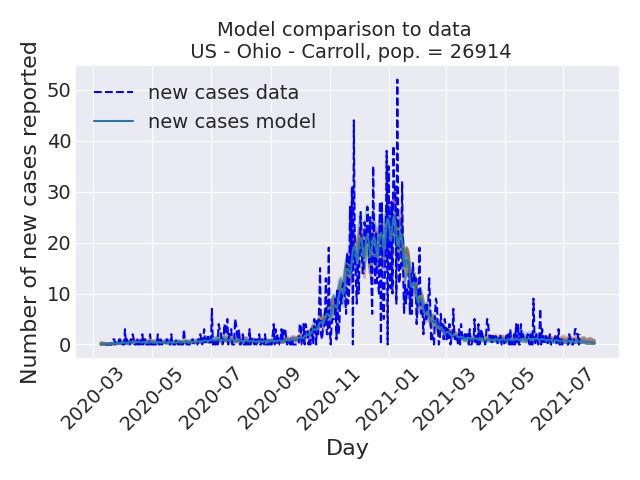 Model comparison to data
US - Ohio - Carroll, pop. = 26914
Number of new cases reported
50
40
30
20
10
0
new cases data
new cases model
2020-03
2020-05
2020-07
2020-09
2020-11
2021-01
2021-03
2021-05
2021-07
Day